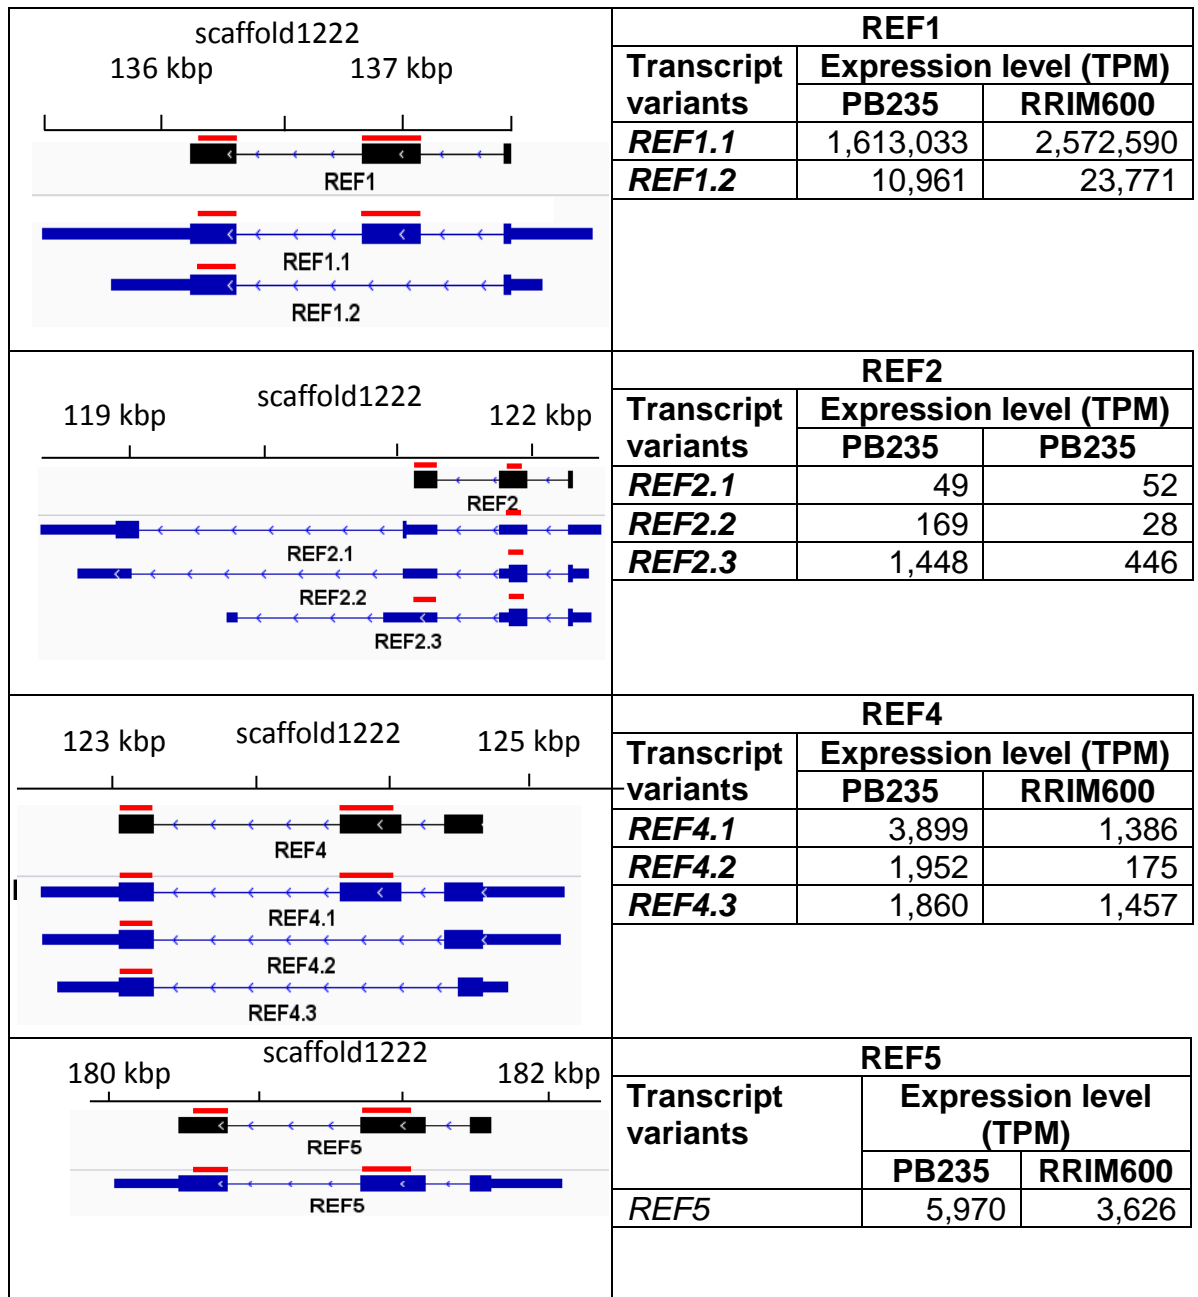 scaffold1222
136 kbp 137 kbp
REF1
REF1.1
REF1.2
REF1
Transcript variants Expression level (TPM)
PB235 RRIM600
REF1.1 1,613,033 2,572,590
REF1.2 10,961 23,771
scaffold1222
119 kbp 122 kbp
REF2
REF2.1
REF2.2
REF2.3
REF2
Transcript variants Expression level (TPM)
PB235 PB235
REF2.1 49 52
REF2.2 169 28
REF2.3 1,448 446
scaffold1222
123 kbp 125 kbp
REF4
REF4.1
REF4.2
REF4.3
REF4
Transcript variants Expression level (TPM)
PB235 RRIM600
REF4.1 3,899 1,386
REF4.2 1,952 175
REF4.3 1,860 1,457
scaffold1222
180 kbp 182 kbp
REF5
REF5
REF5
Transcript variants Expression level (TPM)
PB235 RRIM600
REF5 5,970 3,626